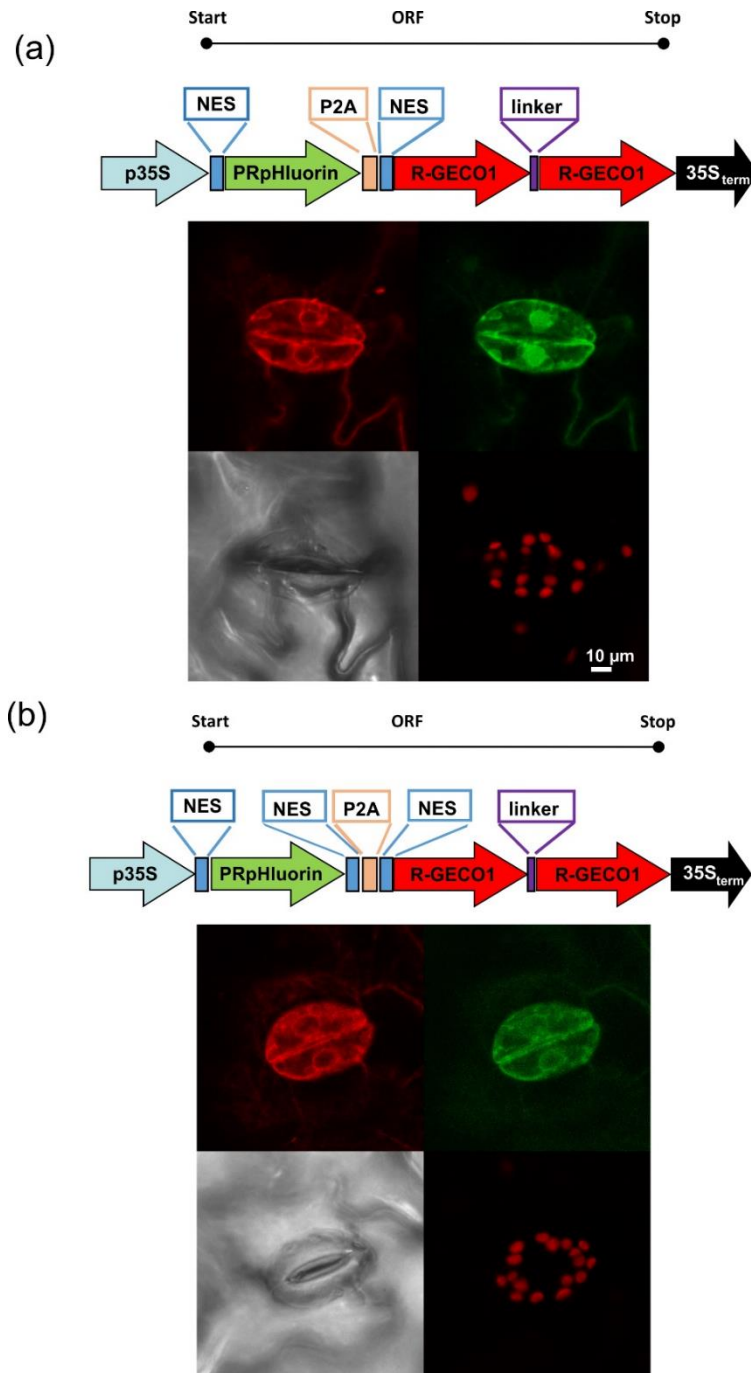 (a)
Start ORF Stop
NES P2A NES linker
p35S PRpHluorin R-GECO1 R-GECO1 35Sterm
10 µm
(b)
Start ORF Stop
NES NES P2A NES linker
p35S PRpHluorin R-GECO1 R-GECO1 35Sterm